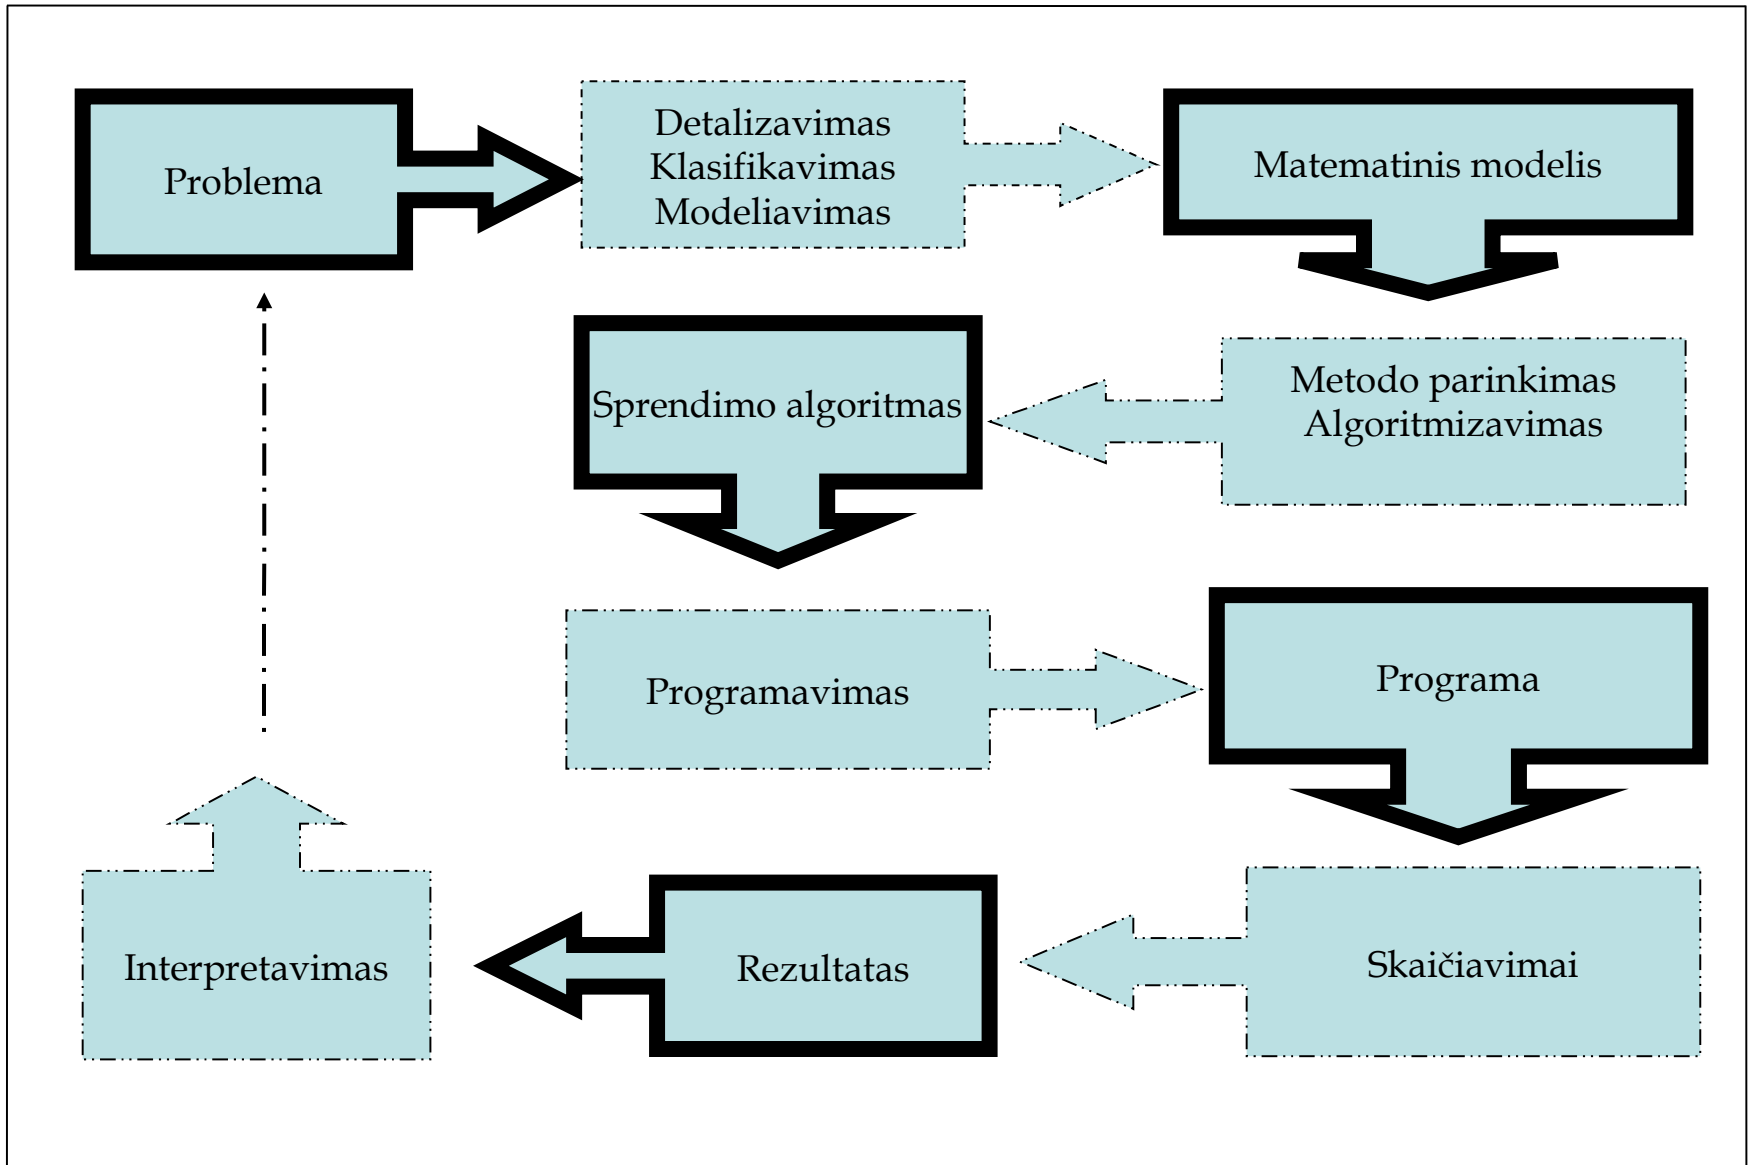 Problema
Detalizavimas
Klasifikavimas
Modeliavimas
Matematinis modelis
Metodo parinkimas
Algoritmizavimas
Sprendimo algoritmas
Programavimas
Programa
Skaičiavimai
Rezultatas
Interpretavimas